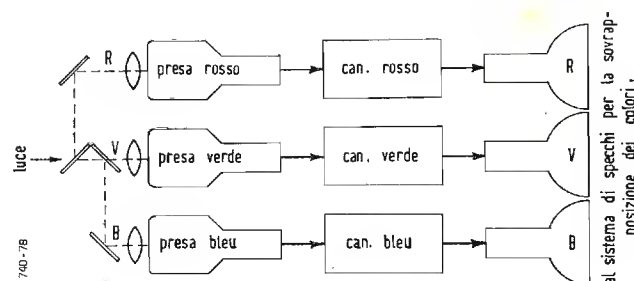 luce
R
presa rosso
can. rosso
R
V
presa verde
can. verde
V
B
presa bleu
can. bleu
B
al sistema di specchi per la sovrap-
posizione dei colori,
740-78